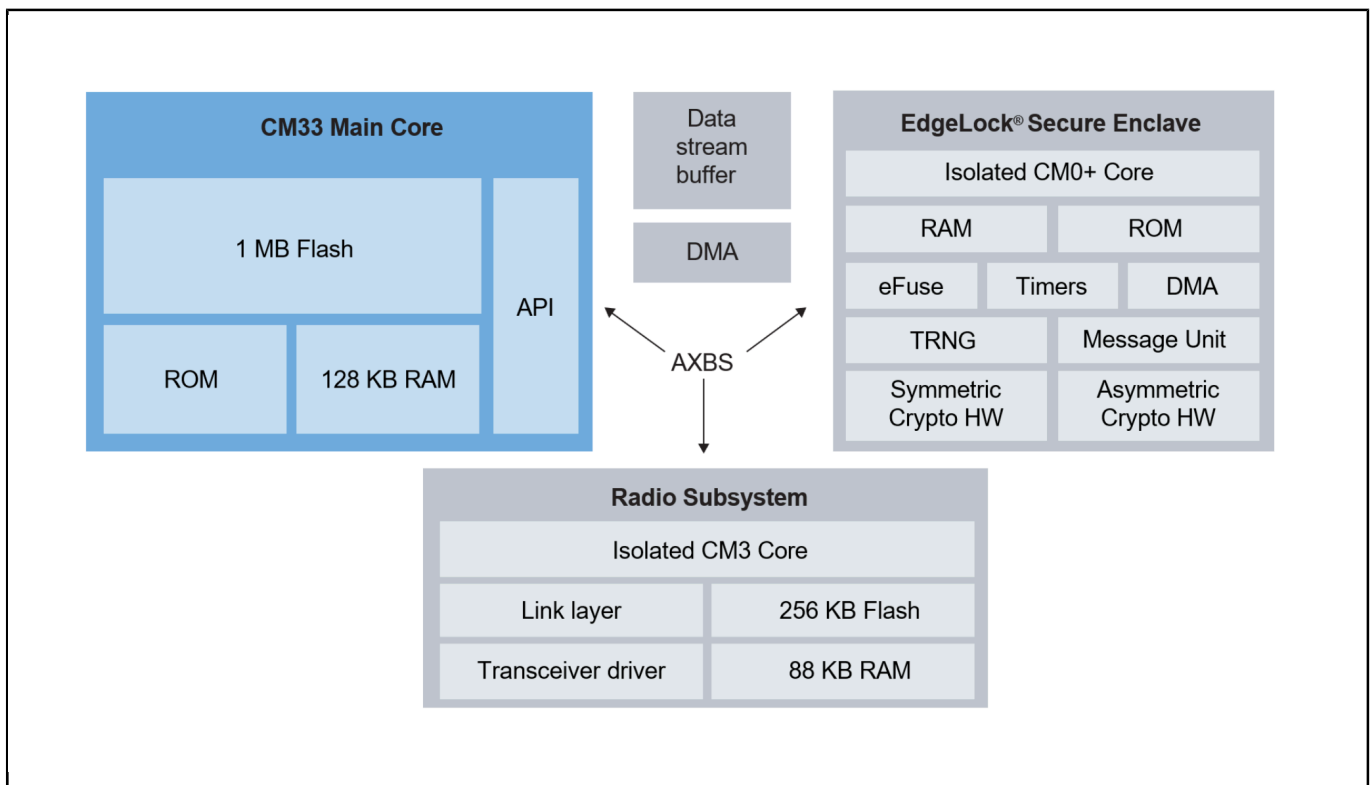 CM33 Main Core
1 MB Flash
API
ROM
128 KB RAM
Data
stream
buffer
DMA
AXBS
EdgeLock® Secure Enclave
Isolated CM0+ Core
RAM
ROM
eFuse
Timers
DMA
TRNG
Message Unit
Symmetric
Crypto HW
Asymmetric
Crypto HW
Radio Subsystem
Isolated CM3 Core
Link layer
256 KB Flash
Transceiver driver
88 KB RAM